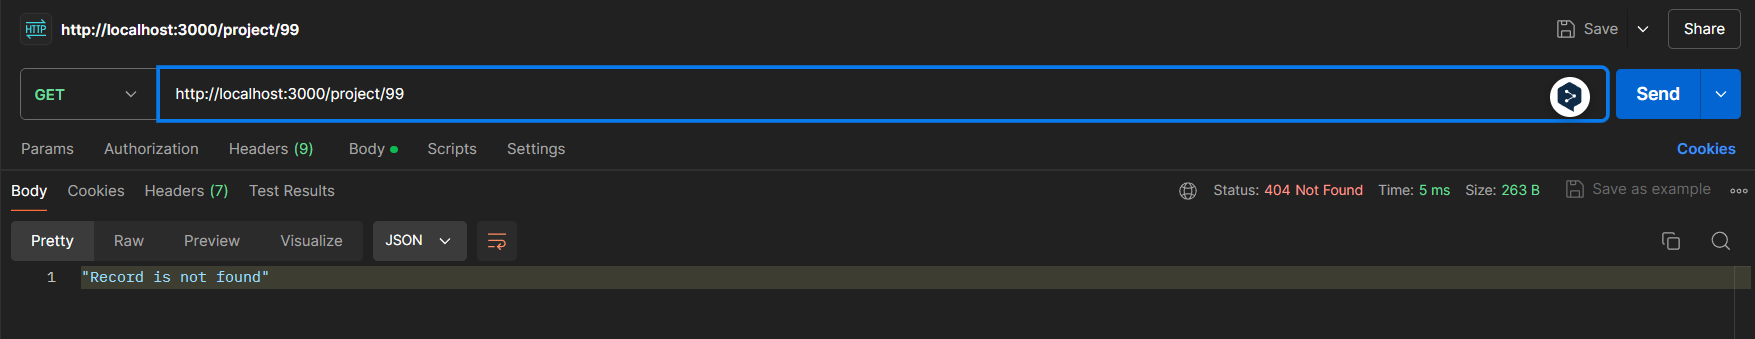 HTTP http://localhost:3000/project/99 Save Share
GET http://localhost:3000/project/99 Send
Params Authorization Headers (9) Body Scripts Settings Cookies
Body Cookies Headers (7) Test Results Status: 404 Not Found Time: 5 ms Size: 263 B Save as example
Pretty Raw Preview Visualize JSON
1 "Record is not found"